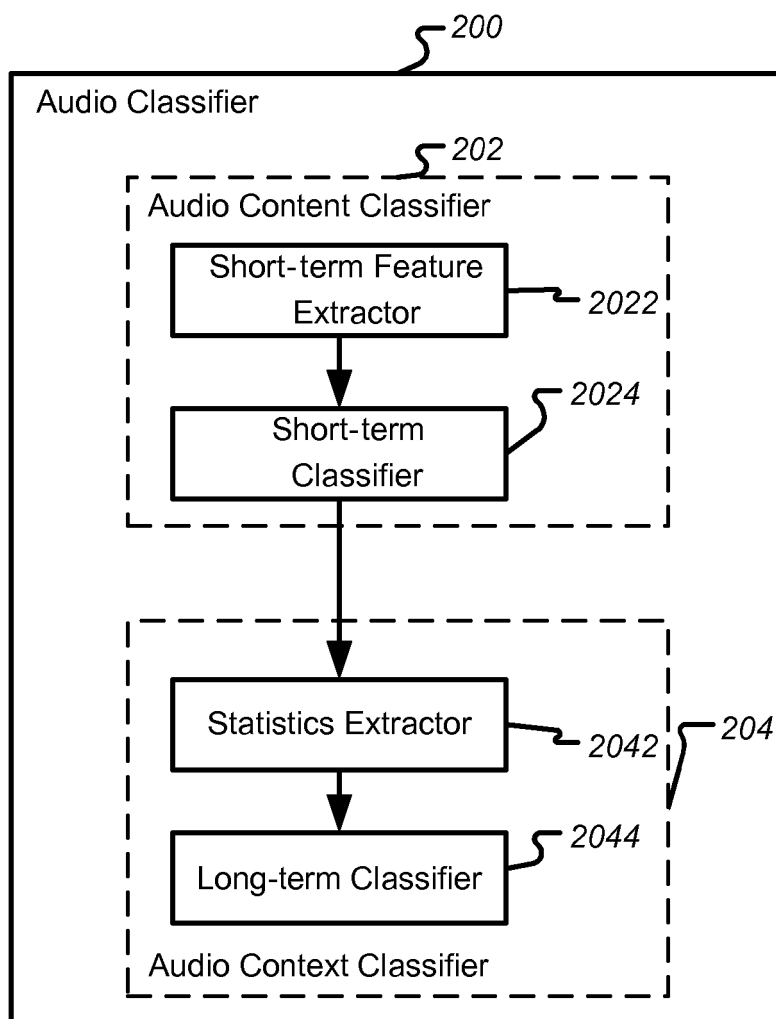 200
Audio Classifier
202
Audio Content Classifier
Short-term Feature
Extractor
2022
2024
Short-term
Classifier
Statistics Extractor
2042
204
2044
Long-term Classifier
Audio Context Classifier